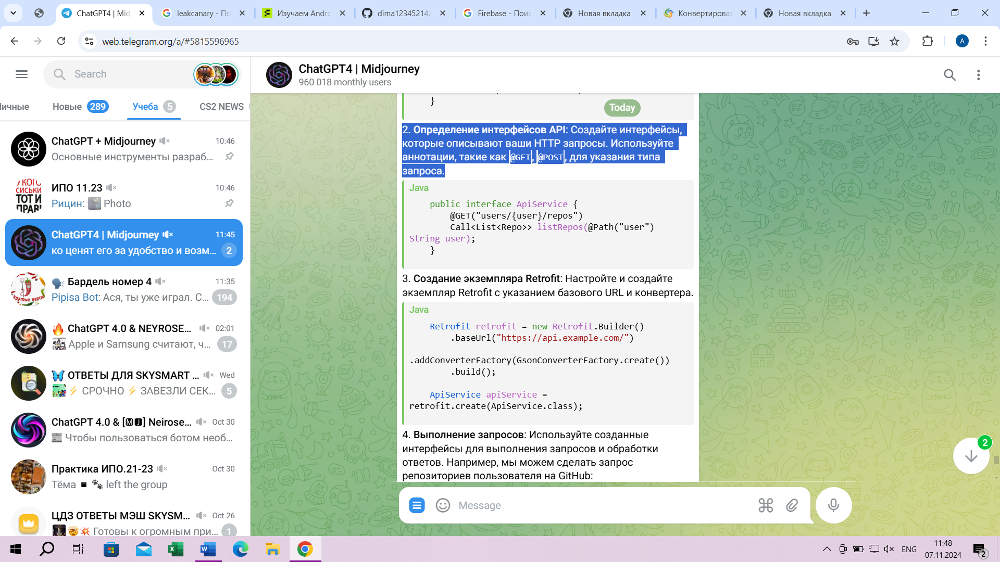 ChatGPT4 | Mid
leakcanary - По
Изучаем Andro
dima12345214/
Firebase - Поис
Новая вкладка
Конвертироват
Новая вкладка
web.telegram.org/a/#5815596965
A
Search
ChatGPT4 | Midjourney
960 018 monthly users
ичные
Новые 289
Учеба 5
CS2 NEWS
ChatGPT + Midjourney 10:46
Основные инструменты разраб...
ИПО 11.23 10:46
Рицин: Photo
ChatGPT4 | Midjourney 11:45
ко ценят его за удобство и возм... 2
Бардель номер 4 11:35
Pipisa Bot: Ася, ты уже играл. С... 194
🔥 ChatGPT 4.0 & NEYROSE... 02:01
Apple и Samsung считают, ч... 17
🦋 ОТВЕТЫ ДЛЯ SKYSMART ... Wed
⚡ СРОЧНО ⚡ ЗАВЕЗЛИ СЕК... 5
ChatGPT 4.0 & [🅼🅹] Neirose... Oct 30
Чтобы пользоваться ботом необ...
Практика ИПО.21-23 Oct 30
Тёма ▪ 🐾 left the group
ЦДЗ ОТВЕТЫ МЭШ SKYSM... Oct 26
🤯💥 Готовы к огромным при... 1
}
Today
2. Определение интерфейсов API: Создайте интерфейсы,
которые описывают ваши HTTP запросы. Используйте
аннотации, такие как @GET, @POST, для указания типа
запроса.
Java
public interface ApiService {
@GET("users/{user}/repos")
Call<List<Repo>> listRepos(@Path("user")
String user);
}
3. Создание экземпляра Retrofit: Настройте и создайте
экземпляр Retrofit с указанием базового URL и конвертера.
Java
Retrofit retrofit = new Retrofit.Builder()
.baseUrl("https://api.example.com/")
.addConverterFactory(GsonConverterFactory.create())
.build();
ApiService apiService =
retrofit.create(ApiService.class);
4. Выполнение запросов: Используйте созданные
интерфейсы для выполнения запросов и обработки
ответов. Например, мы можем сделать запрос
репозиториев пользователя на GitHub:
2
Message
ENG
11:48
07.11.2024
2